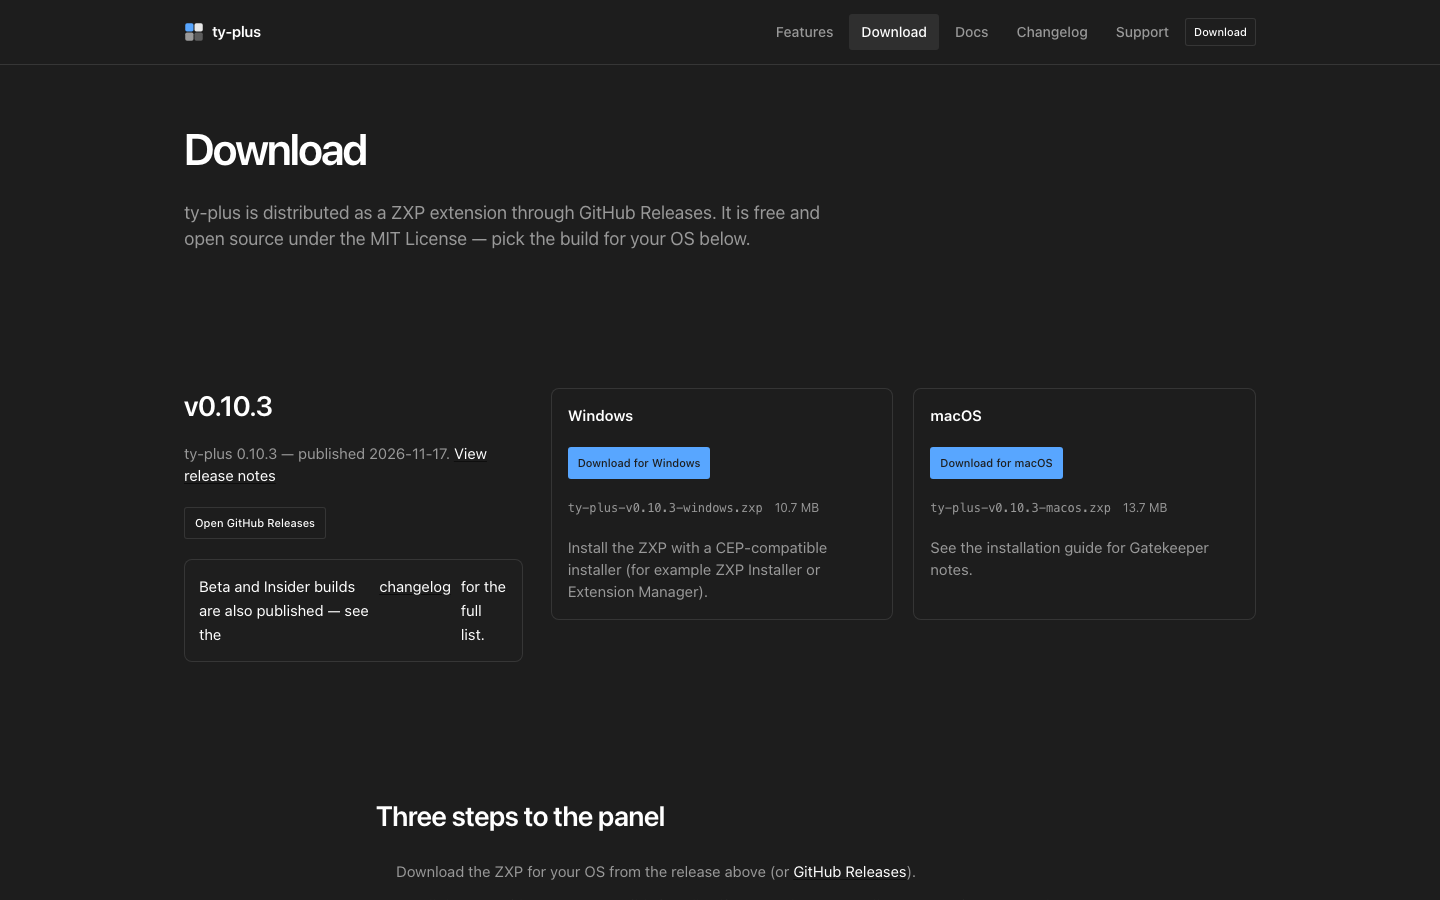 ty-plus
Features
Download
Docs
Changelog
Support
Download
Download
ty-plus is distributed as a ZXP extension through GitHub Releases. It is free and
open source under the MIT License — pick the build for your OS below.
v0.10.3
ty-plus 0.10.3 — published 2026-11-17. View
release notes
Open GitHub Releases
Beta and Insider builds
are also published — see
the
changelog
for the
full
list.
Windows
Download for Windows
ty-plus-v0.10.3-windows.zxp 10.7 MB
Install the ZXP with a CEP-compatible
installer (for example ZXP Installer or
Extension Manager).
macOS
Download for macOS
ty-plus-v0.10.3-macos.zxp 13.7 MB
See the installation guide for Gatekeeper
notes.
Three steps to the panel
Download the ZXP for your OS from the release above (or GitHub Releases).